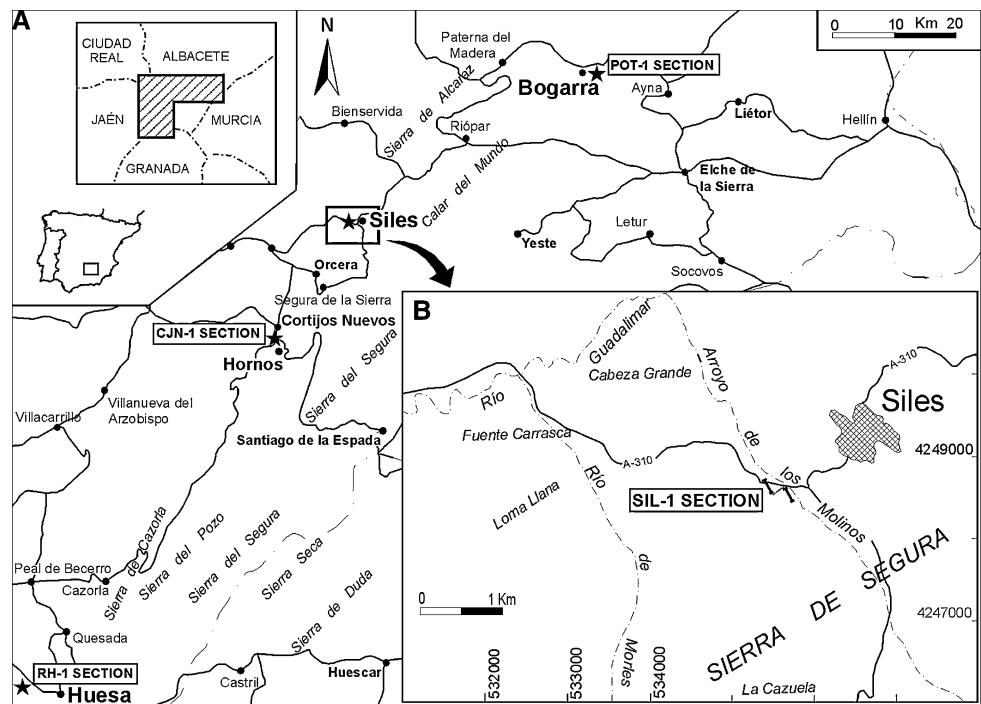 A
CIUDAD
REAL
ALBACETE
JAÉN
MURCIA
GRANADA
N
0 10 Km 20
Paterna del
Madera
POT-1 SECTION
Bogarra
Ayna
Sierra de Alcaraz
Bienservida
Liétor
Hellín
Riópar
Calar del Mundo
Elche de
la Sierra
Siles
Letur
Yeste
Orcera
Socovos
Segura de la Sierra
Cortijos Nuevos
CJN-1 SECTION
Hornos
Sierra del Segura
Villanueva del
Arzobispo
Villacarrillo
Santiago de la Espada
Sierra de Cazorla
Sierra del Pozo
Sierra del Segura
Sierra Seca
Sierra de Duda
Peal de Becerro
Cazorla
Quesada
RH-1 SECTION
Huesa
Castril
Huescar
B
Río Guadalimar
Cabeza Grande
Arroyo de los Molinos
A-310
Siles
Fuente Carrasca
4249000
A-310
Río de Morles
SIL-1 SECTION
Loma Llana
SIERRA DE SEGURA
0 1 Km
4247000
532000
533000
534000
La Cazuela